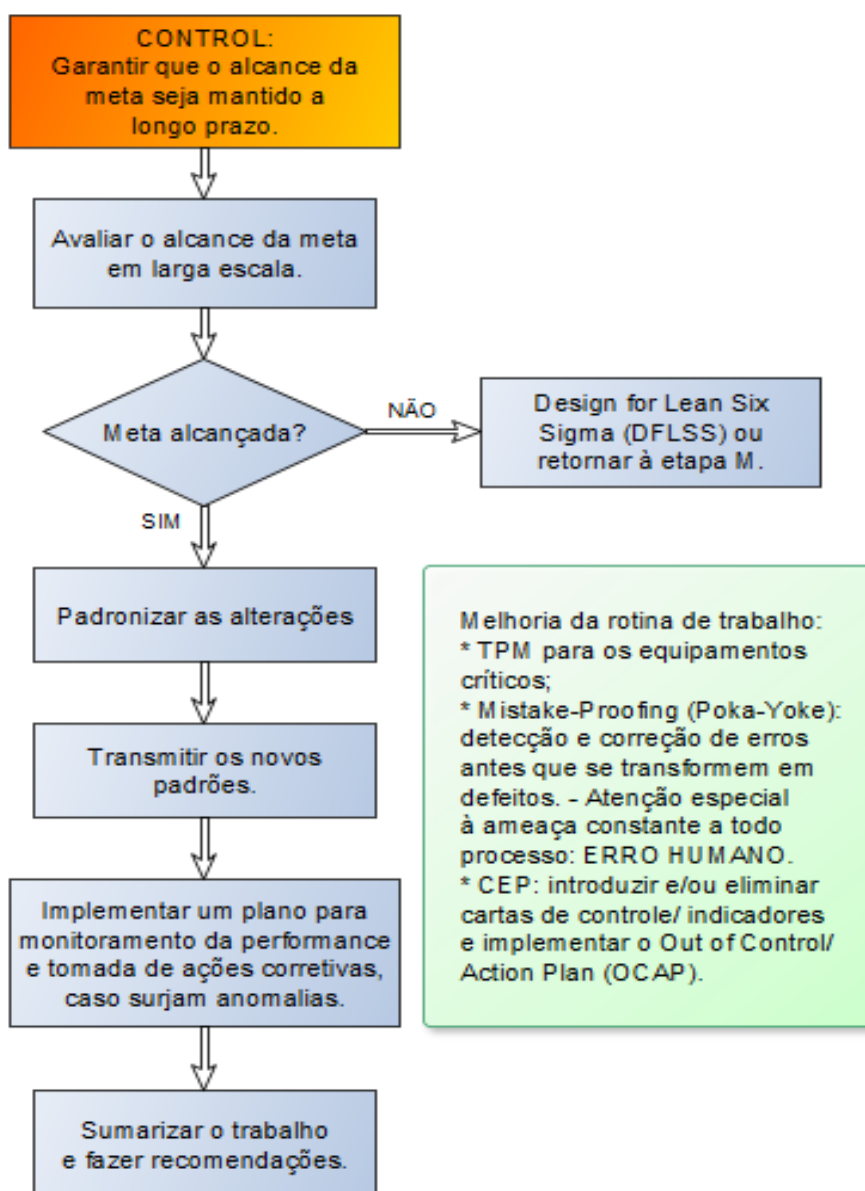 CONTROL:
Garantir que o alcance da
meta seja mantido a
longo prazo.
Avaliar o alcance da meta
em larga escala.
Meta alcançada?
NÃO
Design for Lean Six
Sigma (DFLSS) ou
retornar à etapa M.
SIM
Padronizar as alterações
Transmitir os novos
padrões.
Implementar um plano para
monitoramento da performance
e tomada de ações corretivas,
caso surjam anomalias.
Sumarizar o trabalho
e fazer recomendações.
Melhoria da rotina de trabalho:
* TPM para os equipamentos
críticos;
* Mistake-Proofing (Poka-Yoke):
detecção e correção de erros
antes que se transformem em
defeitos. - Atenção especial
à ameaça constante a todo
processo: ERRO HUMANO.
* CEP: introduzir e/ou eliminar
cartas de controle/ indicadores
e implementar o Out of Control/
Action Plan (OCAP).